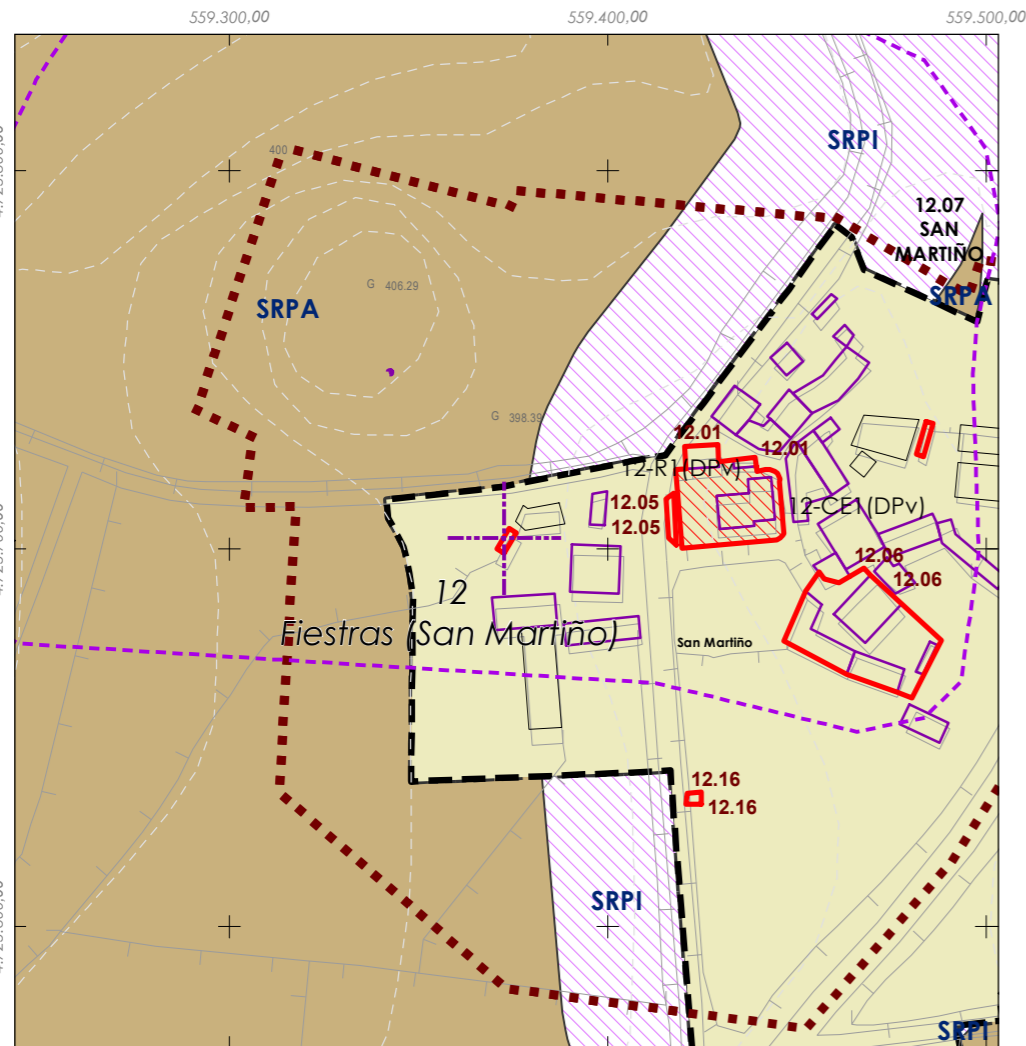 559.300,00
559.400,00
559.500,00
SRPI
400
12.07
SAN
MARTIÑO
G 406.29
SRPA
SRPA
G 398.39
12.01
12.01
12-R1(DPv)
12.05
12-CE1(DPv)
12.05
12.06
12.06
12
Fiestras (San Martiño)
San Martiño
12.16
12.16
SRPI
SRPI